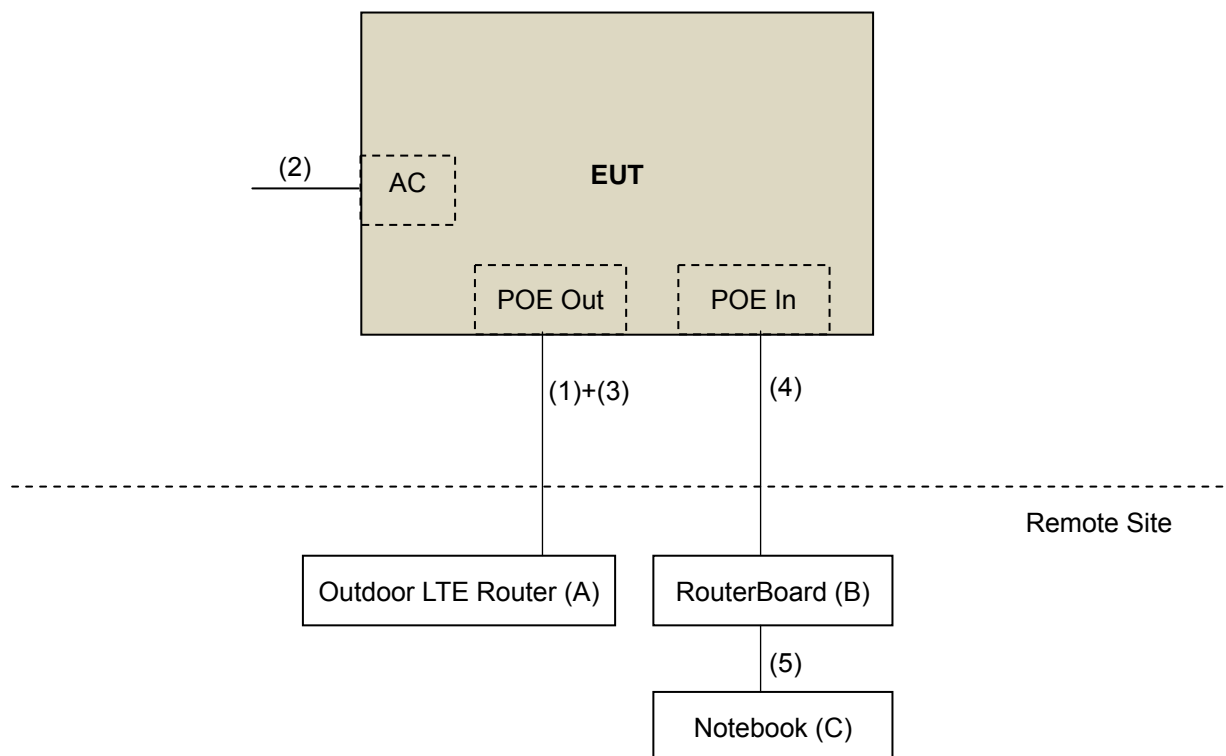 (2)
AC
EUT
POE Out
POE In
(1)+(3)
(4)
Remote Site
Outdoor LTE Router (A)
RouterBoard (B)
(5)
Notebook (C)